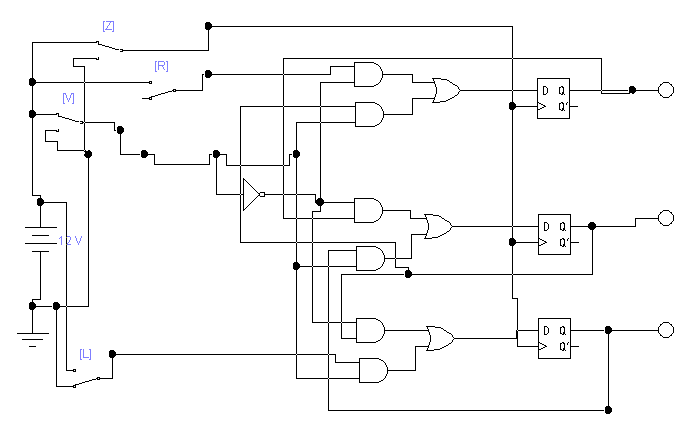 [Z]
[R]
[V]
12 V
[L]
D Q
Q'
D Q
Q'
D Q
Q'